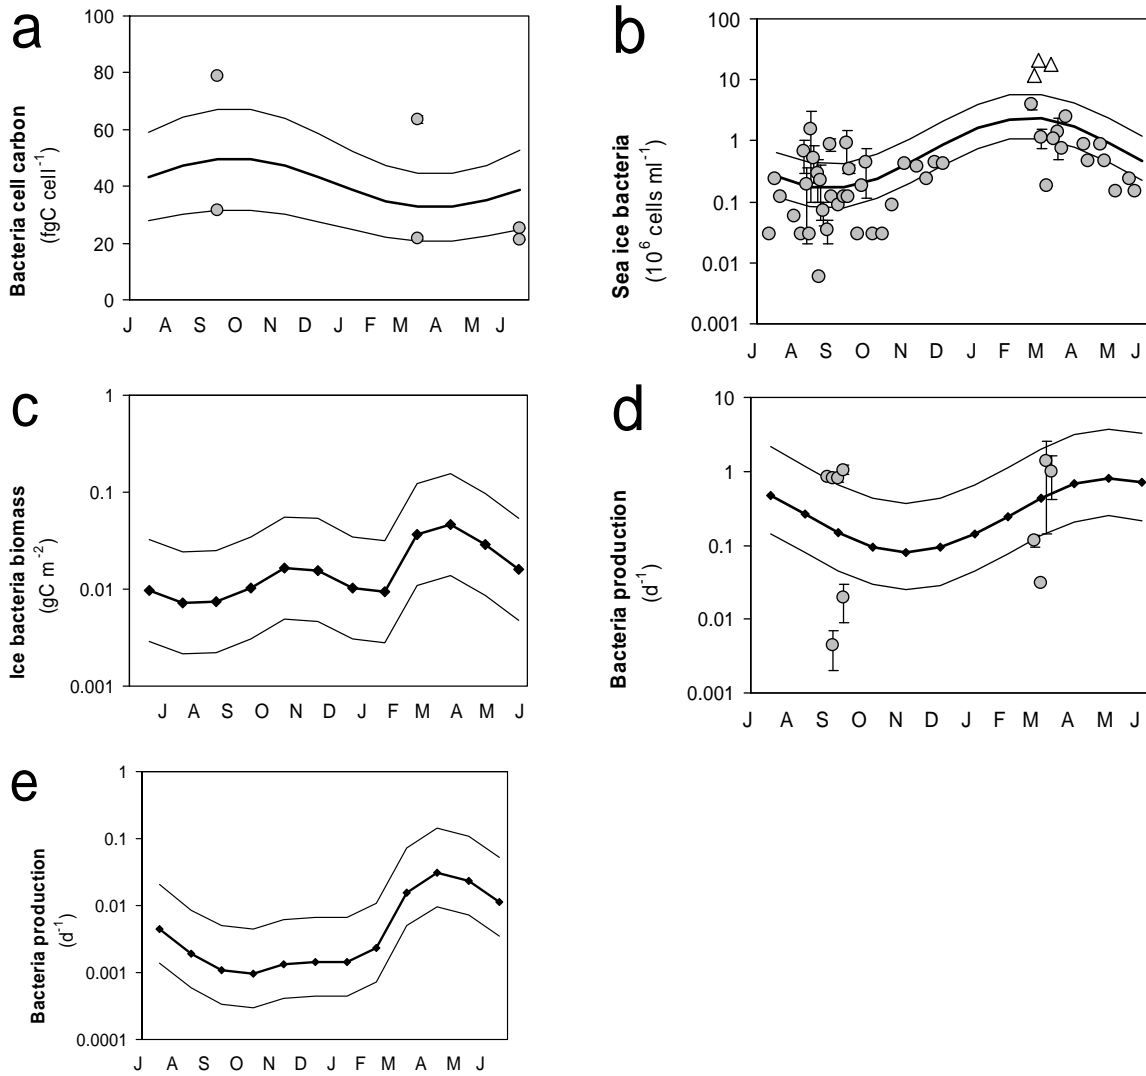 a
Bacteria cell carbon
(fgC cell⁻¹)
100
80
60
40
20
0
J A S O N J F M A M J
b
Sea ice bacteria
(10⁶ cells ml⁻¹)
100
10
1
0.1
0.01
0.001
J A S O N D J F M A M J
c
Ice bacteria biomass
(gC m⁻²)
1
0.1
0.01
0.001
J A S O N D J F M A M J
d
Bacteria production
(d⁻¹)
10
1
0.1
0.01
0.001
J A S O N D J F M A M J
e
Bacteria production
(d⁻¹)
1
0.1
0.01
0.001
0.0001
J A S O N D J F M A M J